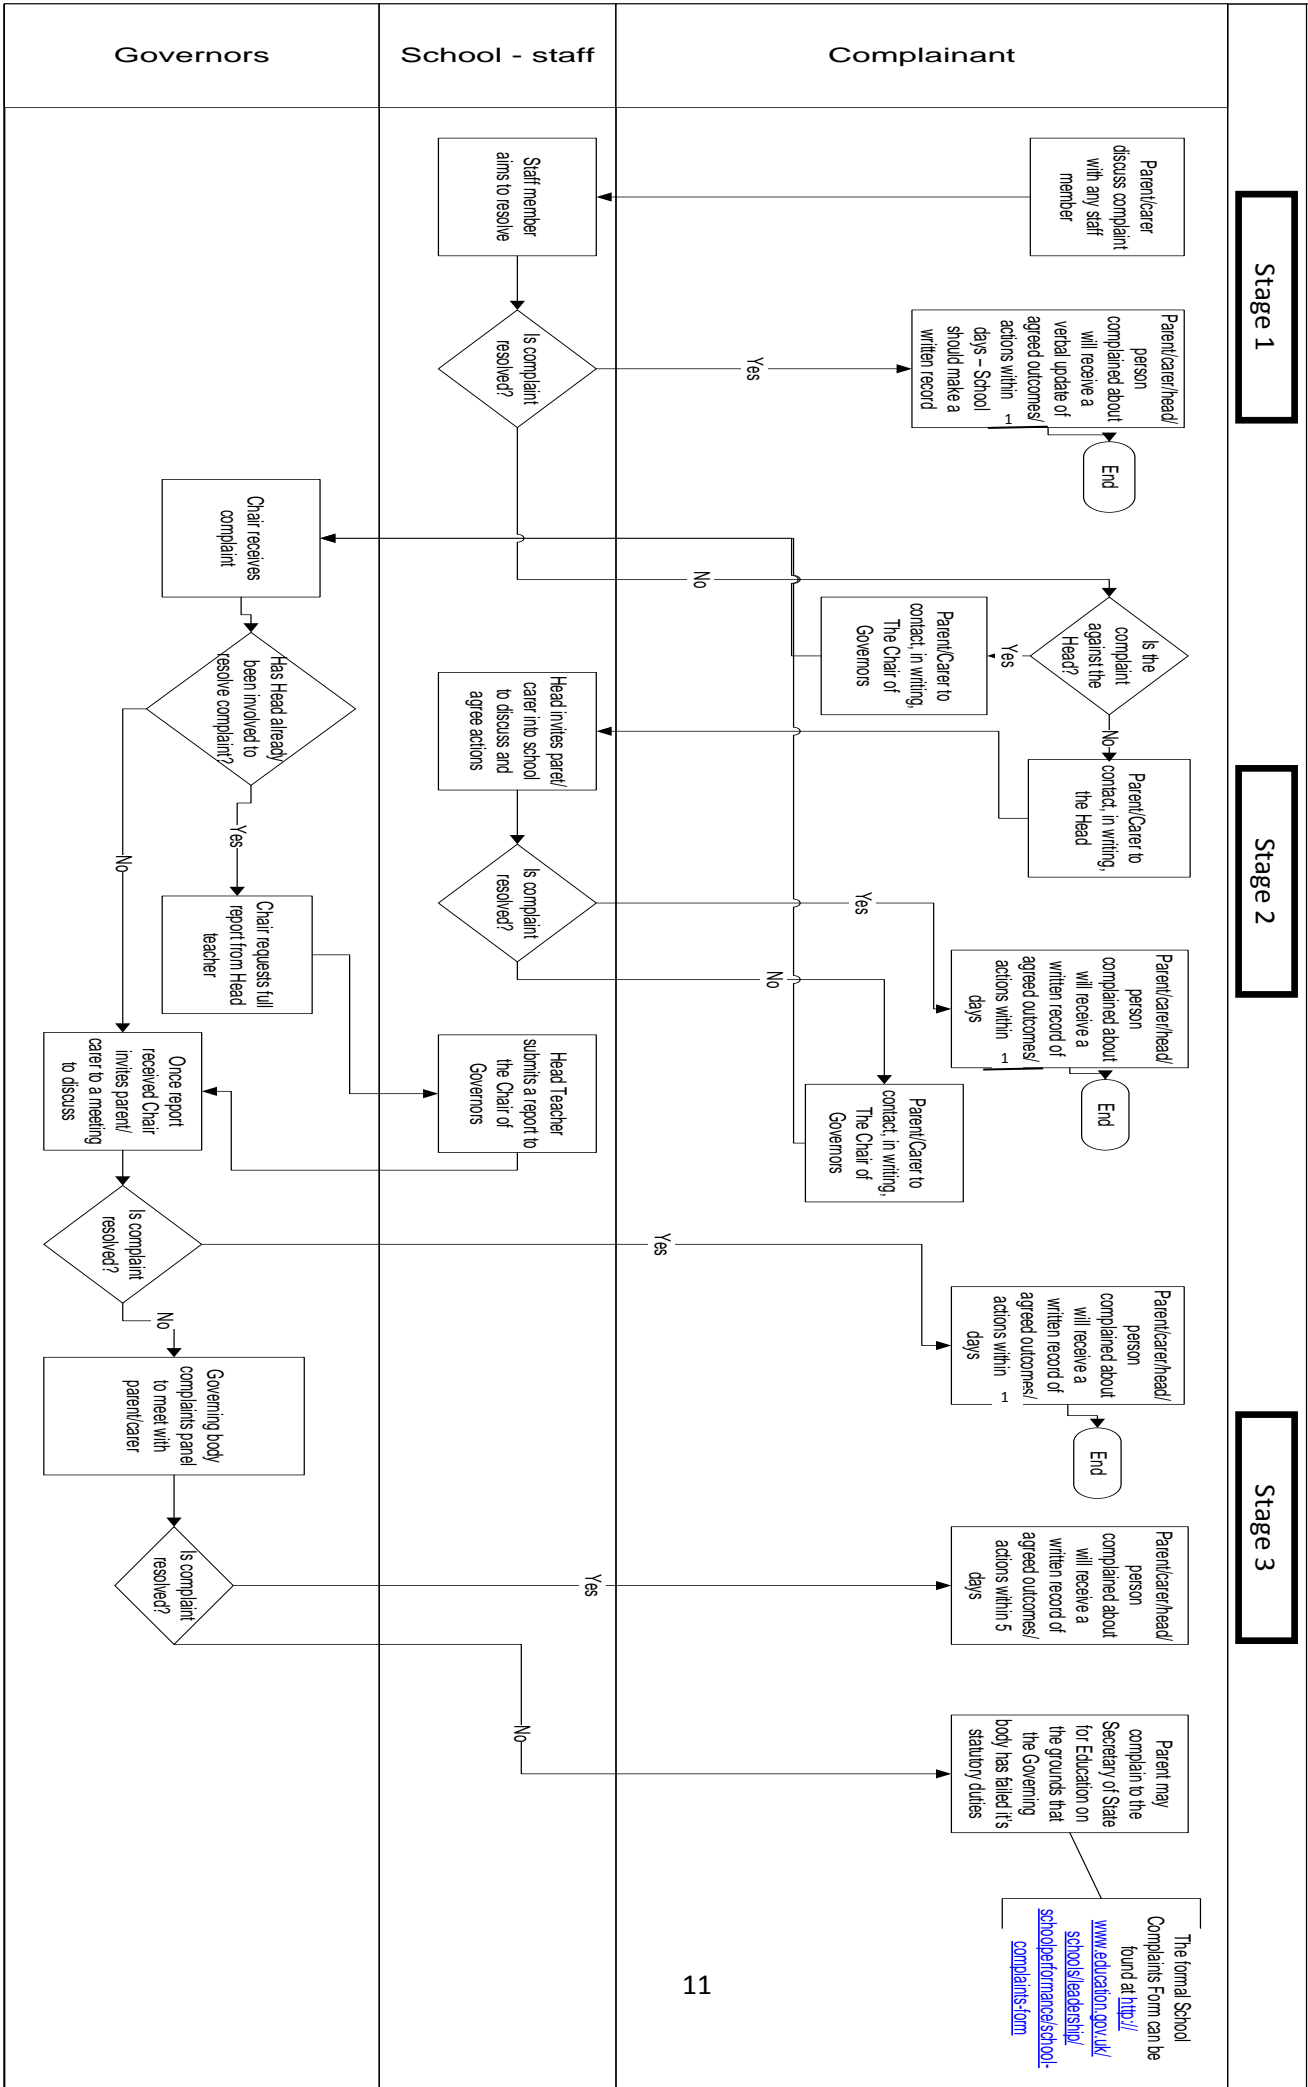 Stage 1
Stage 2
Stage 3
Complainant
Parent/carer
discuss complaint
with any staff
member
Parent/carer/head/
person
complained about
will receive a
verbal update of
agreed outcomes/
actions within
1
days – School
should make a
written record
End
Yes
Is the
complaint
against the
Head?
Yes
No
Parent/Carer to
contact, in writing,
The Chair of
Governors
Parent/Carer to
contact, in writing,
the Head
No
Parent/carer/head/
person
complained about
will receive a
written record of
agreed outcomes/
actions within
1
days
End
Yes
Parent/Carer to
contact, in writing,
The Chair of
Governors
No
Parent/carer/head/
person
complained about
will receive a
written record of
agreed outcomes/
actions within
1
days
End
Yes
Parent/carer/head/
person
complained about
will receive a
written record of
agreed outcomes/
actions within 5
days
Parent may
complain to the
Secretary of State
for Education on
the grounds that
the Governing
body has failed it's
statutory duties
The formal School
Complaints Form can be
found at http://
www.education.gov.uk/
schools/leadership/
schoolperformance/school-
complaints-form
School - staff
Staff member
aims to resolve
Is complaint
resolved?
Head invites paret/
carer into school
to discuss and
agree actions
Is complaint
resolved?
Head Teacher
submits a report to
the Chair of
Governors
Yes
No
Governors
Chair receives
complaint
Has Head already
been involved to
resolve complaint?
Yes
No
Chair requests full
report from Head
teacher
Once report
received Chair
invites parent/
carer to a meeting
to discuss
Is complaint
resolved?
No
Governing body
complaints panel
to meet with
parent/carer
Is complaint
resolved?
11